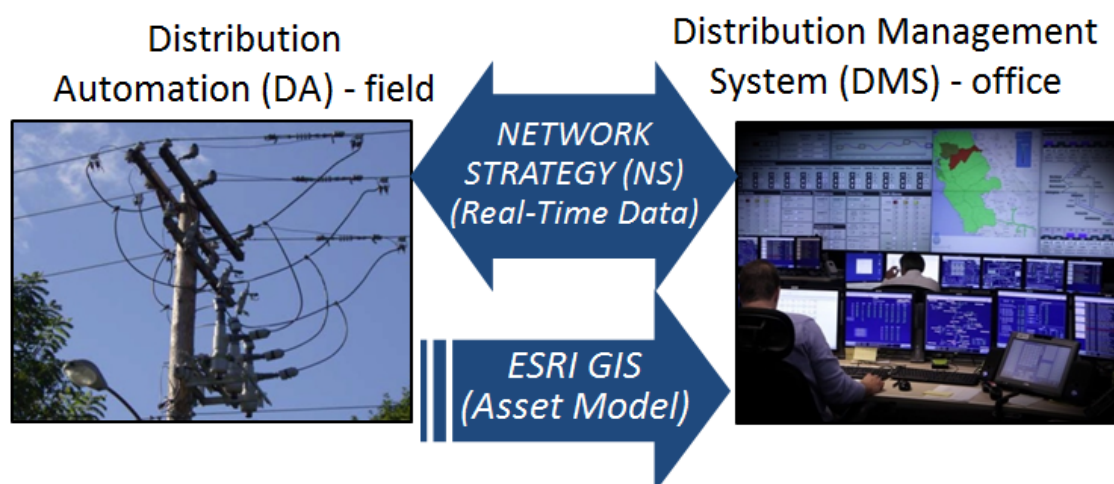 Distribution
Automation (DA) - field
Distribution Management
System (DMS) - office
NETWORK
STRATEGY (NS)
(Real-Time Data)
ESRI GIS
(Asset Model)